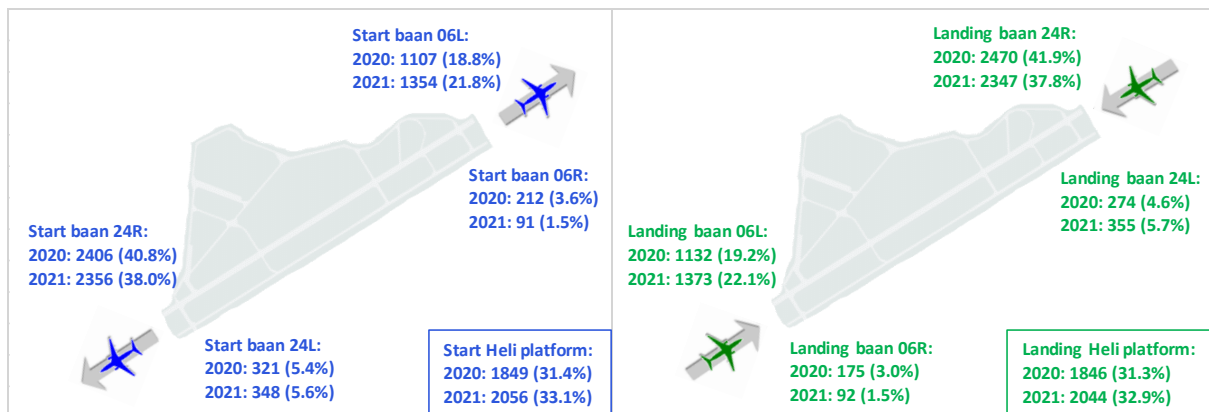 Start baan 06L:
2020: 1107 (18.8%)
2021: 1354 (21.8%)
Start baan 06R:
2020: 212 (3.6%)
2021: 91 (1.5%)
Start baan 24R:
2020: 2406 (40.8%)
2021: 2356 (38.0%)
Start baan 24L:
2020: 321 (5.4%)
2021: 348 (5.6%)
Start Heli platform:
2020: 1849 (31.4%)
2021: 2056 (33.1%)
Landing baan 24R:
2020: 2470 (41.9%)
2021: 2347 (37.8%)
Landing baan 24L:
2020: 274 (4.6%)
2021: 355 (5.7%)
Landing baan 06L:
2020: 1132 (19.2%)
2021: 1373 (22.1%)
Landing baan 06R:
2020: 175 (3.0%)
2021: 92 (1.5%)
Landing Heli platform:
2020: 1846 (31.3%)
2021: 2044 (32.9%)